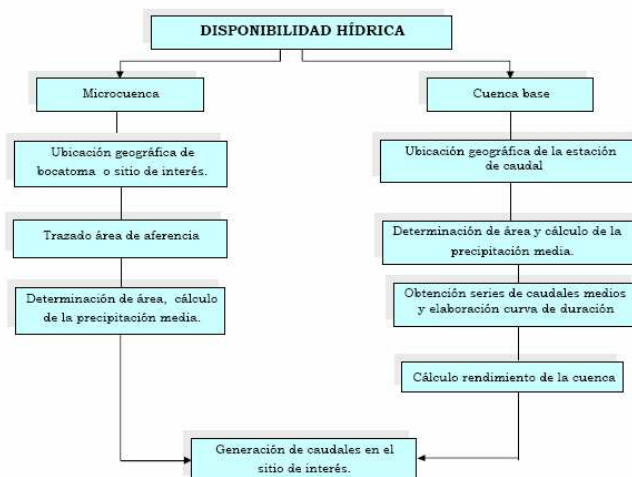 DISPONIBILIDAD HÍDRICA
Microcuenca
Ubicación geográfica de
bocatoma o sitio de interés.
Trazado área de aferencia
Determinación de área, cálculo
de la precipitación media.
Cuenca base
Ubicación geográfica de la estación
de caudal
Determinación de área y cálculo de la
precipitación media.
Obtención series de caudales medios
y elaboración curva de duración
Cálculo rendimiento de la cuenca
Generación de caudales en el
sitio de interés.